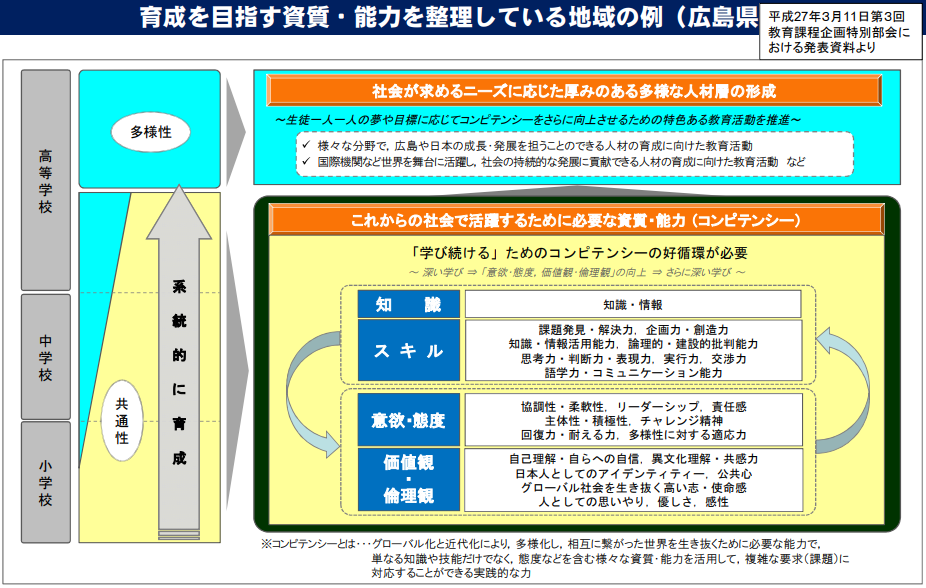 育成を目指す資質・能力を整理している地域の例（広島県
平成27年3月11日第3回
教育課程企画特別部会に
おける発表資料より
高等学校
中学校
小学校
多様性
共通性
系統的に育成
社会が求めるニーズに応じた厚みのある多様な人材層の形成
～生徒一人一人の夢や目標に応じてコンピテンシーをさらに向上させるための特色ある教育活動を推進～
✓ 様々な分野で，広島や日本の成長・発展を担うことのできる人材の育成に向けた教育活動
✓ 国際機関など世界を舞台に活躍し，社会の持続的な発展に貢献できる人材の育成に向けた教育活動 など
これからの社会で活躍するために必要な資質・能力（コンピテンシー）
「学び続ける」ためのコンピテンシーの好循環が必要
～ 深い学び ⇒「意欲・態度，価値観・倫理観」の向上 ⇒ さらに深い学び ～
知 識
知識・情報
スキル
課題発見・解決力，企画力・創造力
知識・情報活用能力，論理的・建設的批判能力
思考力・判断力・表現力，実行力，交渉力
語学力・コミュニケーション能力
意欲・態度
協調性・柔軟性，リーダーシップ，責任感
主体性・積極性，チャレンジ精神
回復力・耐える力，多様性に対する適応力
価値観
・
倫理観
自己理解・自らへの自信，異文化理解・共感力
日本人としてのアイデンティティー，公共心
グローバル社会を生き抜く高い志・使命感
人としての思いやり，優しさ，感性
※コンピテンシーとは・・・グローバル化と近代化により，多様化し，相互に繋がった世界を生き抜くために必要な能力で，
単なる知識や技能だけでなく，態度などを含む様々な資質・能力を活用して，複雑な要求（課題）に
対応することができる実践的な力